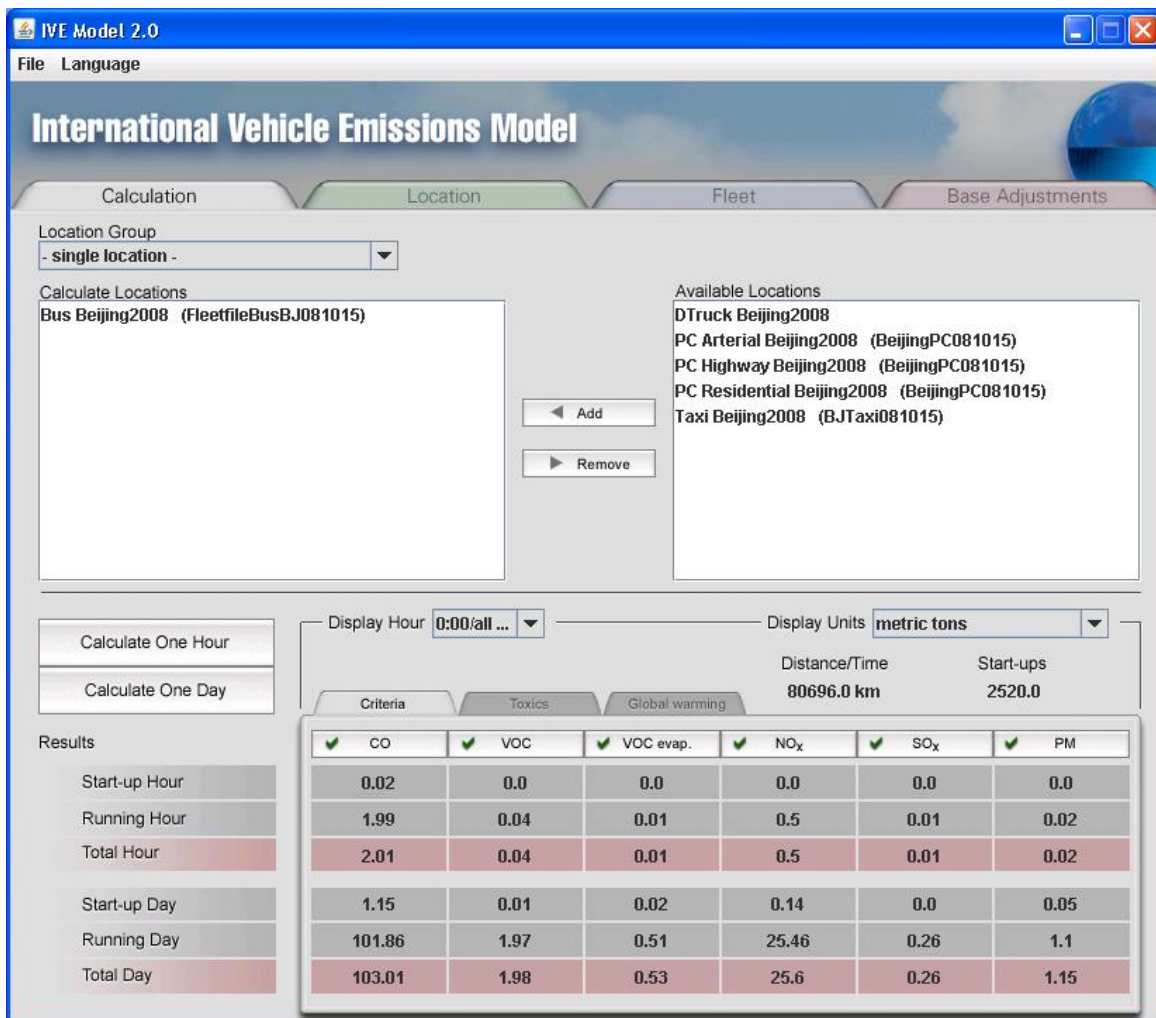 IVE Model 2.0
File Language
International Vehicle Emissions Model
Calculation Location Fleet Base Adjustments
Location Group
- single location -
Calculate Locations Available Locations
Bus Beijing2008 (FleetfileBusBJ081015) DTruck Beijing2008
PC Arterial Beijing2008 (BeijingPC081015)
PC Highway Beijing2008 (BeijingPC081015)
PC Residential Beijing2008 (BeijingPC081015)
Add Taxi Beijing2008 (BJTaxi081015)
Remove
Display Hour 0:00/all ... Display Units metric tons
Calculate One Hour
Distance/Time Start-ups
Calculate One Day 80696.0 km 2520.0
Criteria Toxics Global warming
Results CO VOC VOC evap. NOx SOx PM
Start-up Hour 0.02 0.0 0.0 0.0 0.0 0.0
Running Hour 1.99 0.04 0.01 0.5 0.01 0.02
Total Hour 2.01 0.04 0.01 0.5 0.01 0.02
Start-up Day 1.15 0.01 0.02 0.14 0.0 0.05
Running Day 101.86 1.97 0.51 25.46 0.26 1.1
Total Day 103.01 1.98 0.53 25.6 0.26 1.15